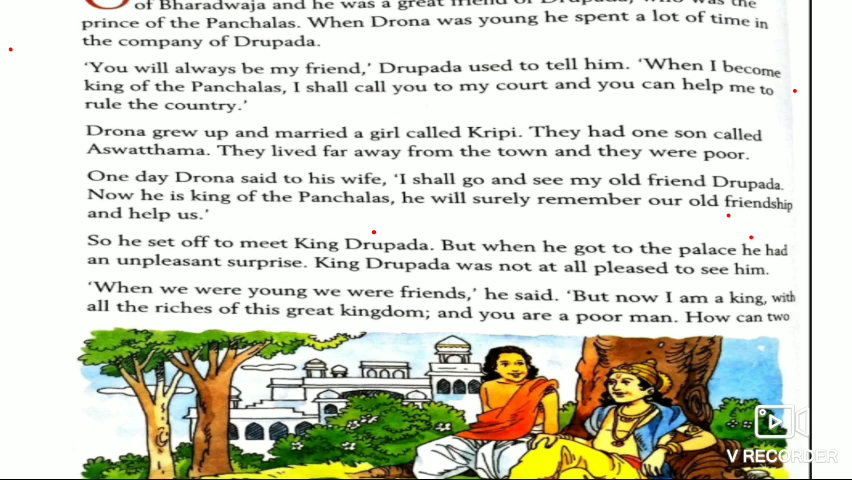 of Bharadwaja and he was a great friend of Drupada, who was the
prince of the Panchalas. When Drona was young he spent a lot of time in
the company of Drupada.
'You will always be my friend,' Drupada used to tell him. 'When I become
king of the Panchalas, I shall call you to my court and you can help me to
rule the country.'
Drona grew up and married a girl called Kripi. They had one son called
Aswatthama. They lived far away from the town and they were poor.
One day Drona said to his wife, 'I shall go and see my old friend Drupada.
Now he is king of the Panchalas, he will surely remember our old friendship
and help us.'
So he set off to meet King Drupada. But when he got to the palace he had
an unpleasant surprise. King Drupada was not at all pleased to see him.
'When we were young we were friends,' he said. 'But now I am a king, with
all the riches of this great kingdom; and you are a poor man. How can two
V RECORDER